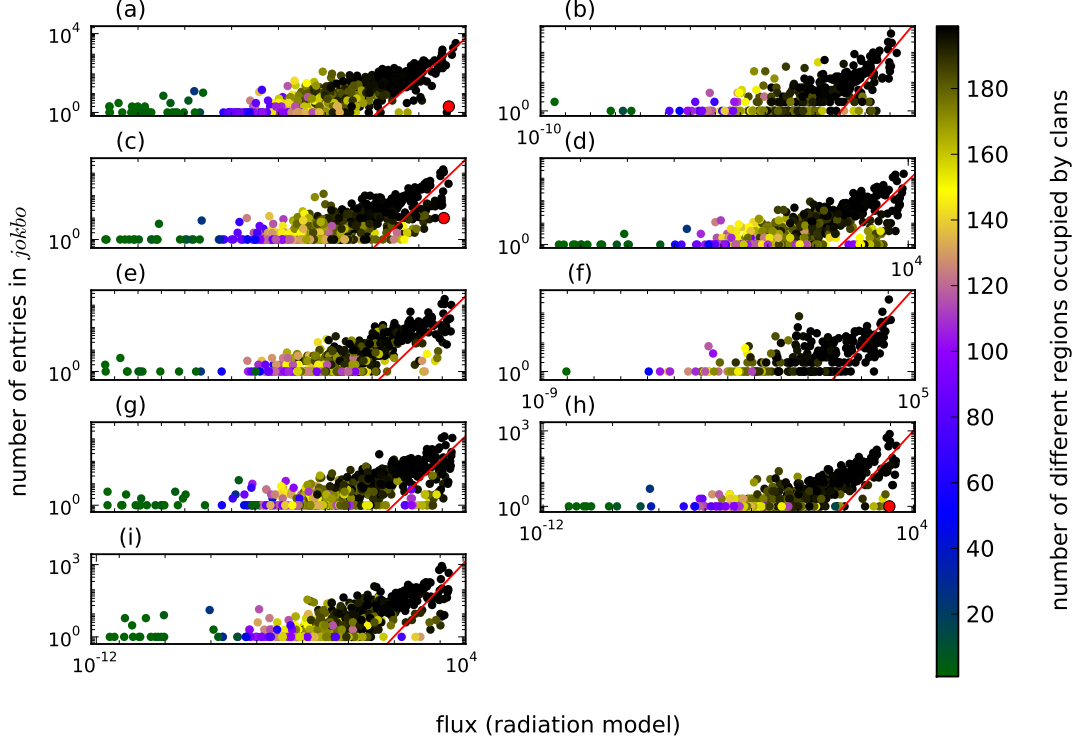 (a)
(b)
10^4
10^0
10^0
10^-10
(c)
(d)
10^0
10^0
10^4
(e)
(f)
10^0
10^0
10^-9
10^5
(g)
(h)
10^0
10^3
10^0
10^-12
10^4
(i)
10^3
10^0
10^-12
10^4
number of entries in jokbo
flux (radiation model)
180
160
140
120
100
80
60
40
20
number of different regions occupied by clans